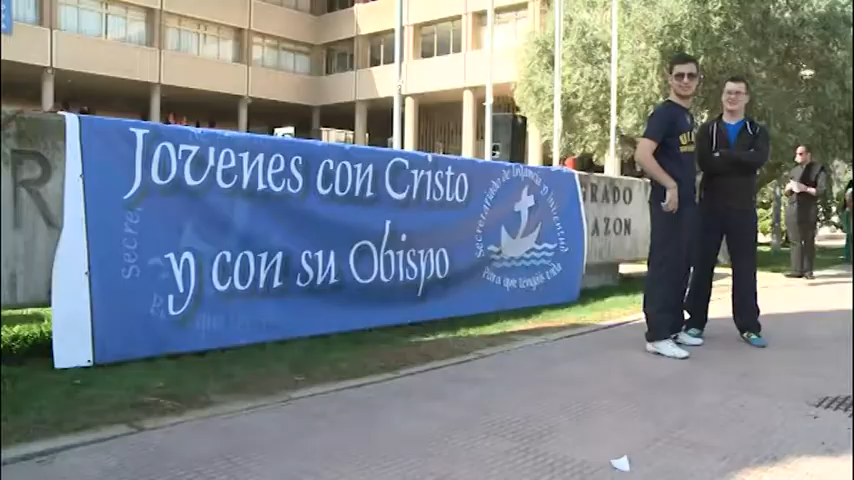 Jovenes con Cristo
y con su Obispo
Secretariado de Infancia y Juventud
Para que tengáis vida
GRADO
AZON
R